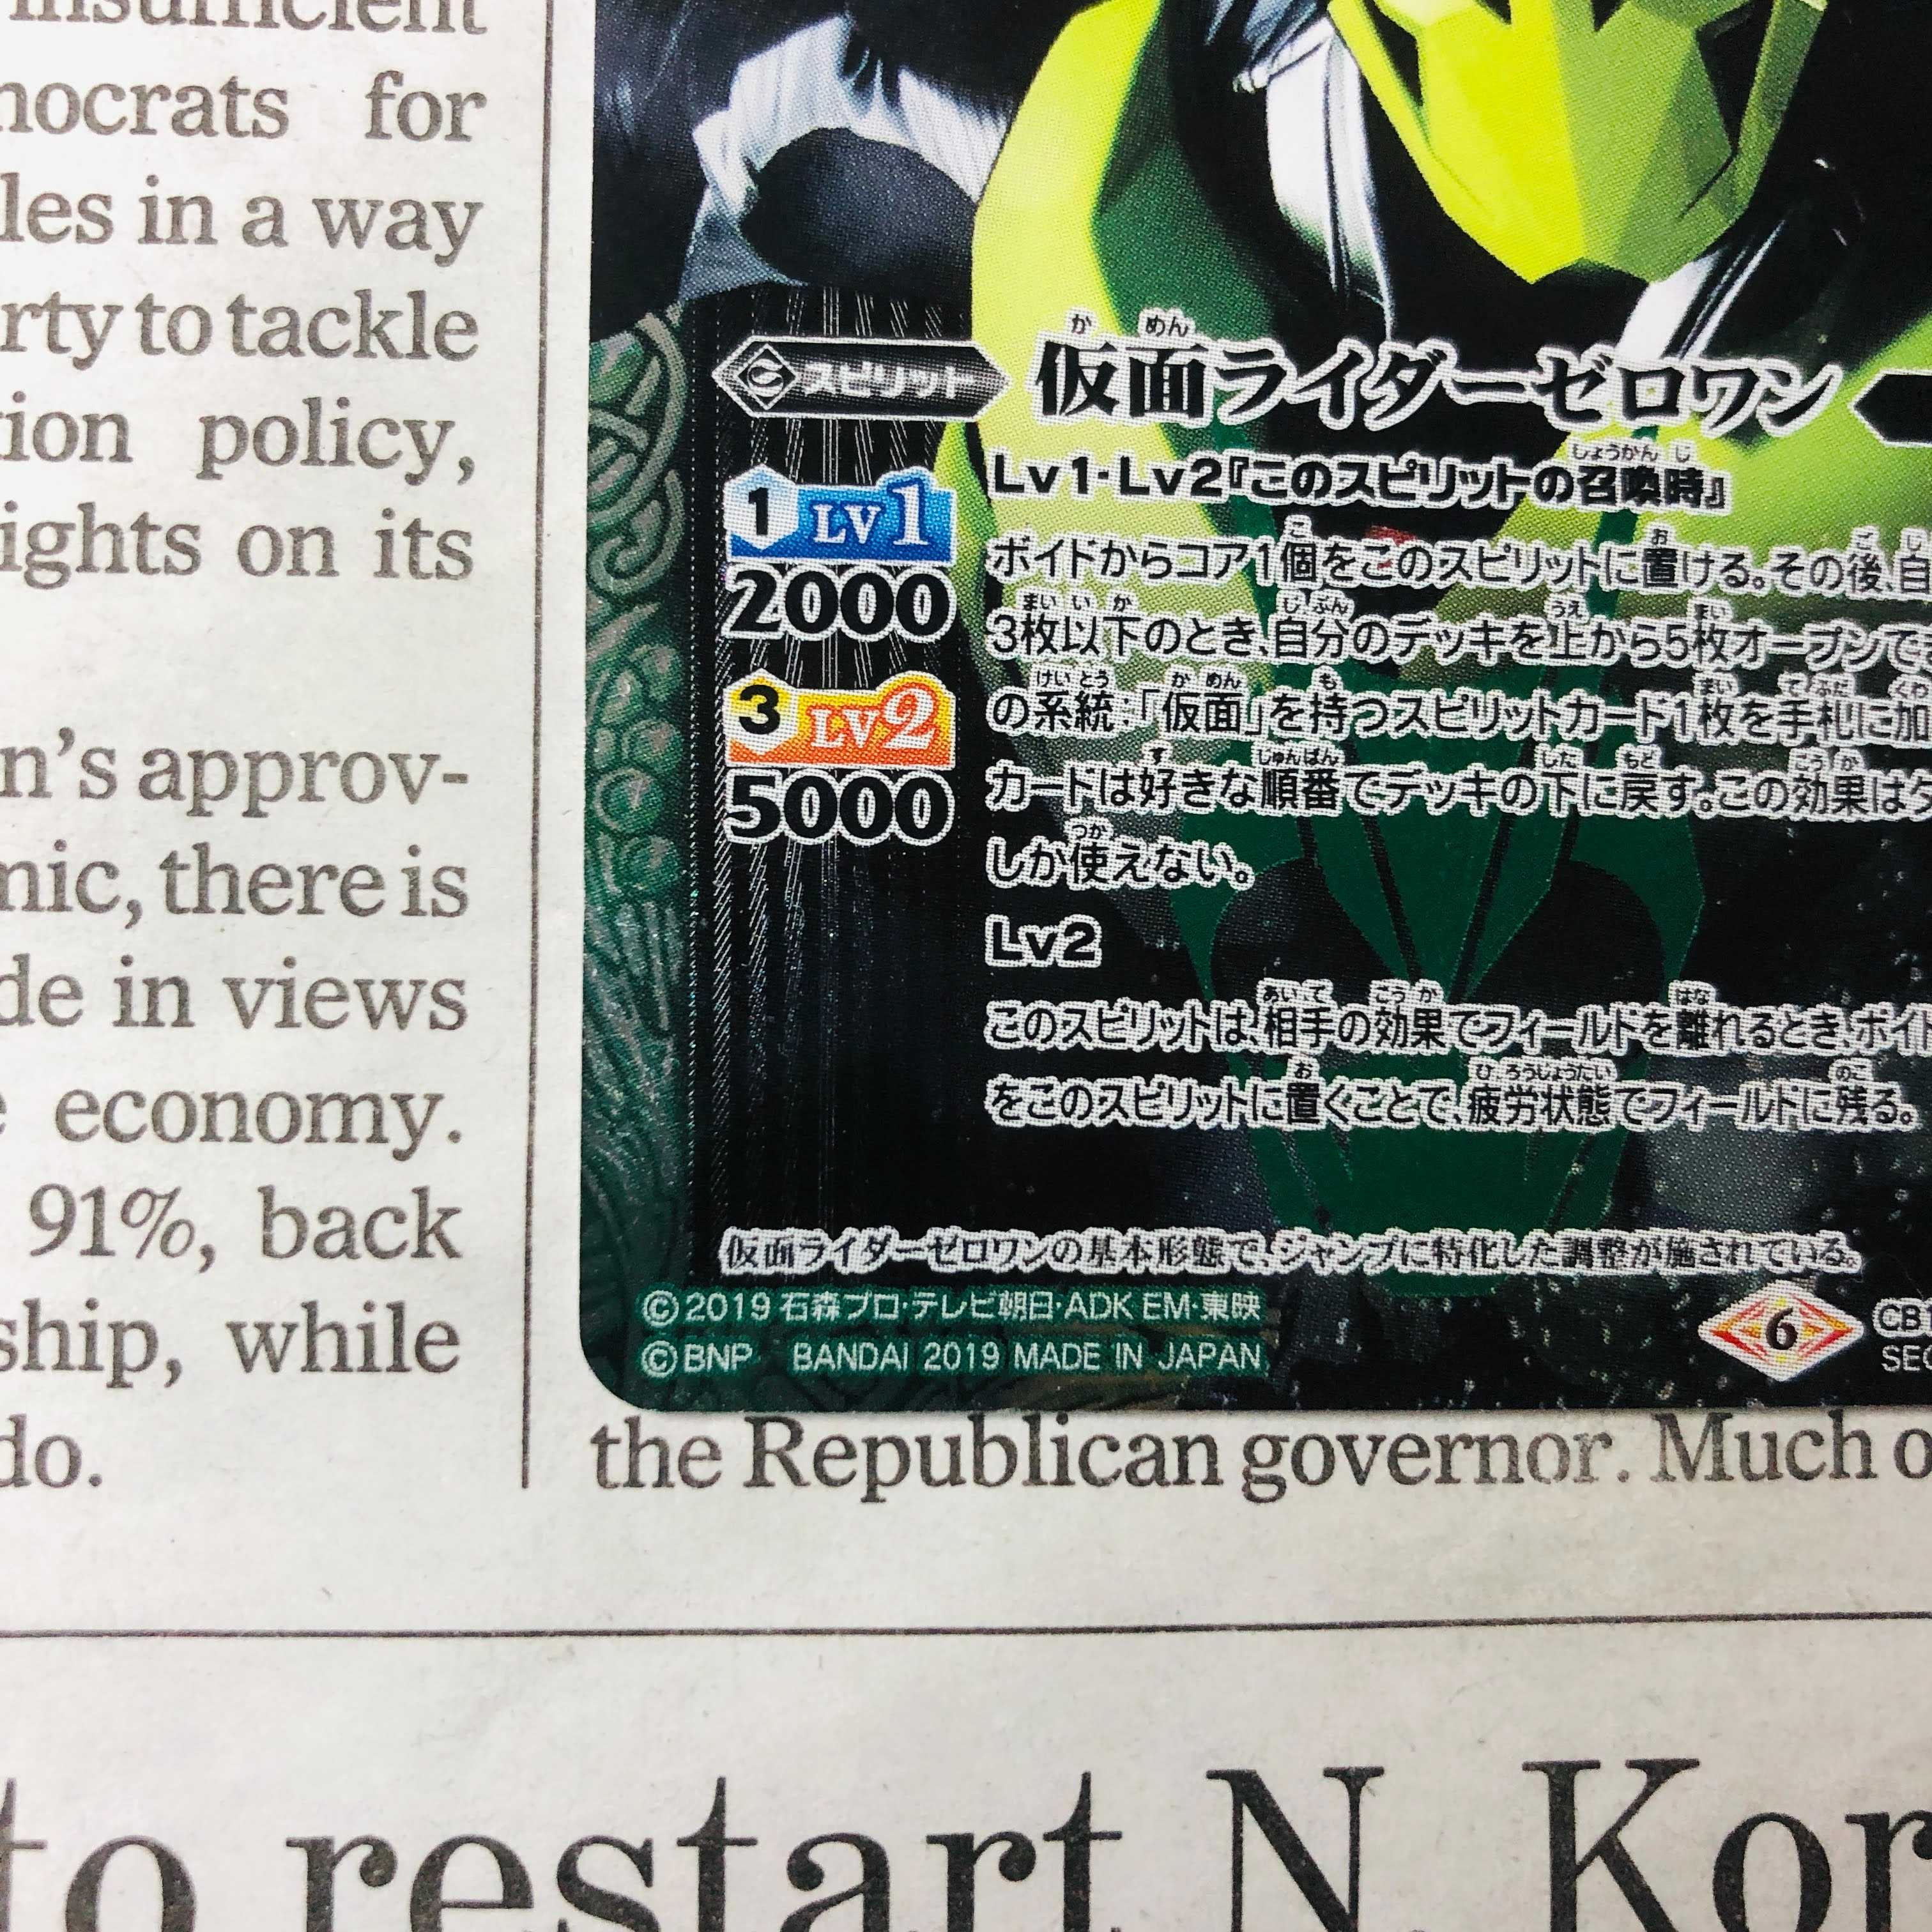 for
les in a way
to tackle
policy,
on its
approv-
there is
in views
economy.
91%, back
while
do.
スピリット
仮面ライダーゼロワン
かめん
1 LV1
2000
3 LV2
5000
Lv1・Lv2『このスピリットの召喚時』
ボイドからコア1個をこのスピリットに置ける。その後、自
3枚以下のとき、自分のデッキを上から5枚オープンでき
の系統:「仮面」を持つスピリットカード1枚を手札に加
カードは好きな順番でデッキの下に戻す。この効果はタ
しか使えない。
Lv2
このスピリットは、相手の効果でフィールドを離れるとき、ボイ
をこのスピリットに置くことで、疲労状態でフィールドに残る。
仮面ライダーゼロワンの基本形態で、ジャンプに特化した調整が施されている。
©2019 石森プロ・テレビ朝日・ADK EM・東映
©BNP BANDAI 2019 MADE IN JAPAN
6
CB
SEC
the Republican governor. Much o
to restart N. Kor